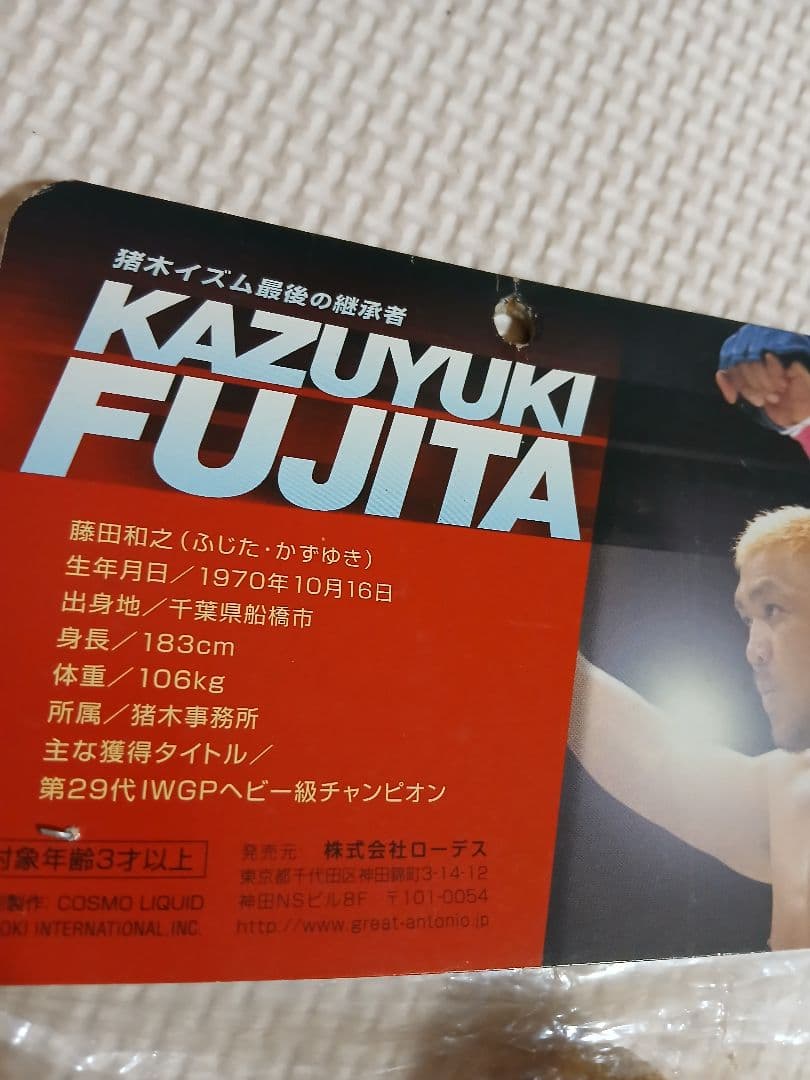 猪木イズム最後の継承者
KAZUYUKI
FUJITA
藤田和之(ふじた・かずゆき)
生年月日／1970年10月16日
出身地／千葉県船橋市
身長／183cm
体重／106kg
所属／猪木事務所
主な獲得タイトル／
第29代IWGPヘビー級チャンピオン
対象年齢3才以上
製作: COSMO LIQUID
OKI INTERNATIONAL,INC.
発売元 株式会社ローデス
東京都千代田区神田錦町3-14-12
神田NSビル8F 〒101-0054
http://www.great-antonio.jp